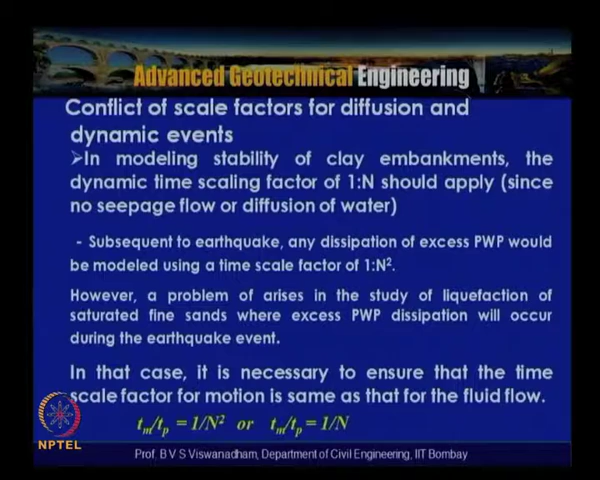 Advanced Geotechnical Engineering
Conflict of scale factors for diffusion and
dynamic events
➢In modeling stability of clay embankments, the
dynamic time scaling factor of 1:N should apply (since
no seepage flow or diffusion of water)
- Subsequent to earthquake, any dissipation of excess PWP would
be modeled using a time scale factor of 1:N².
However, a problem of arises in the study of liquefaction of
saturated fine sands where excess PWP dissipation will occur
during the earthquake event.
In that case, it is necessary to ensure that the time
scale factor for motion is same as that for the fluid flow.
tₘ/tₚ = 1/N² or tₘ/tₚ = 1/N
NPTEL
Prof. B V S Viswanadham, Department of Civil Engineering, IIT Bombay